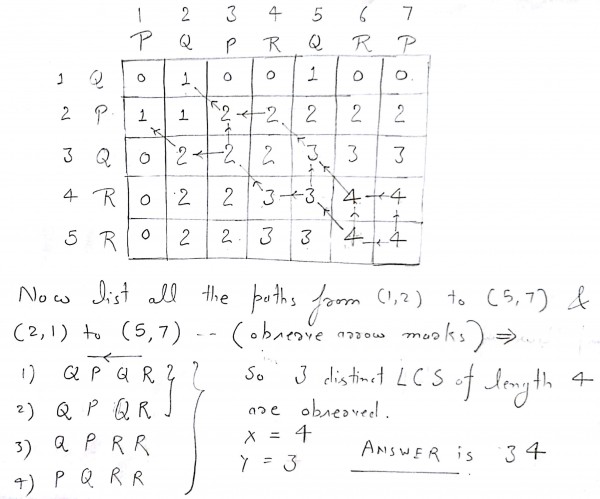 1 2 3 4 5 6 7
P Q P R Q R P
1 Q 0 1 0 0 1 0 0
2 P 1 1 2 2 2 2 2
3 Q 0 2 2 2 3 3 3
4 R 0 2 2 3 3 4 4
5 R 0 2 2 3 3 4 4
Now list all the paths from (1,2) to (5,7) &
(2,1) to (5,7) -- (observe arrow marks) ⇒
1) Q P Q R
2) Q P Q R
3) Q P R R
4) P Q R R
So 3 distinct LCS of length 4
are observed.
X = 4
Y = 3
ANSWER is 34